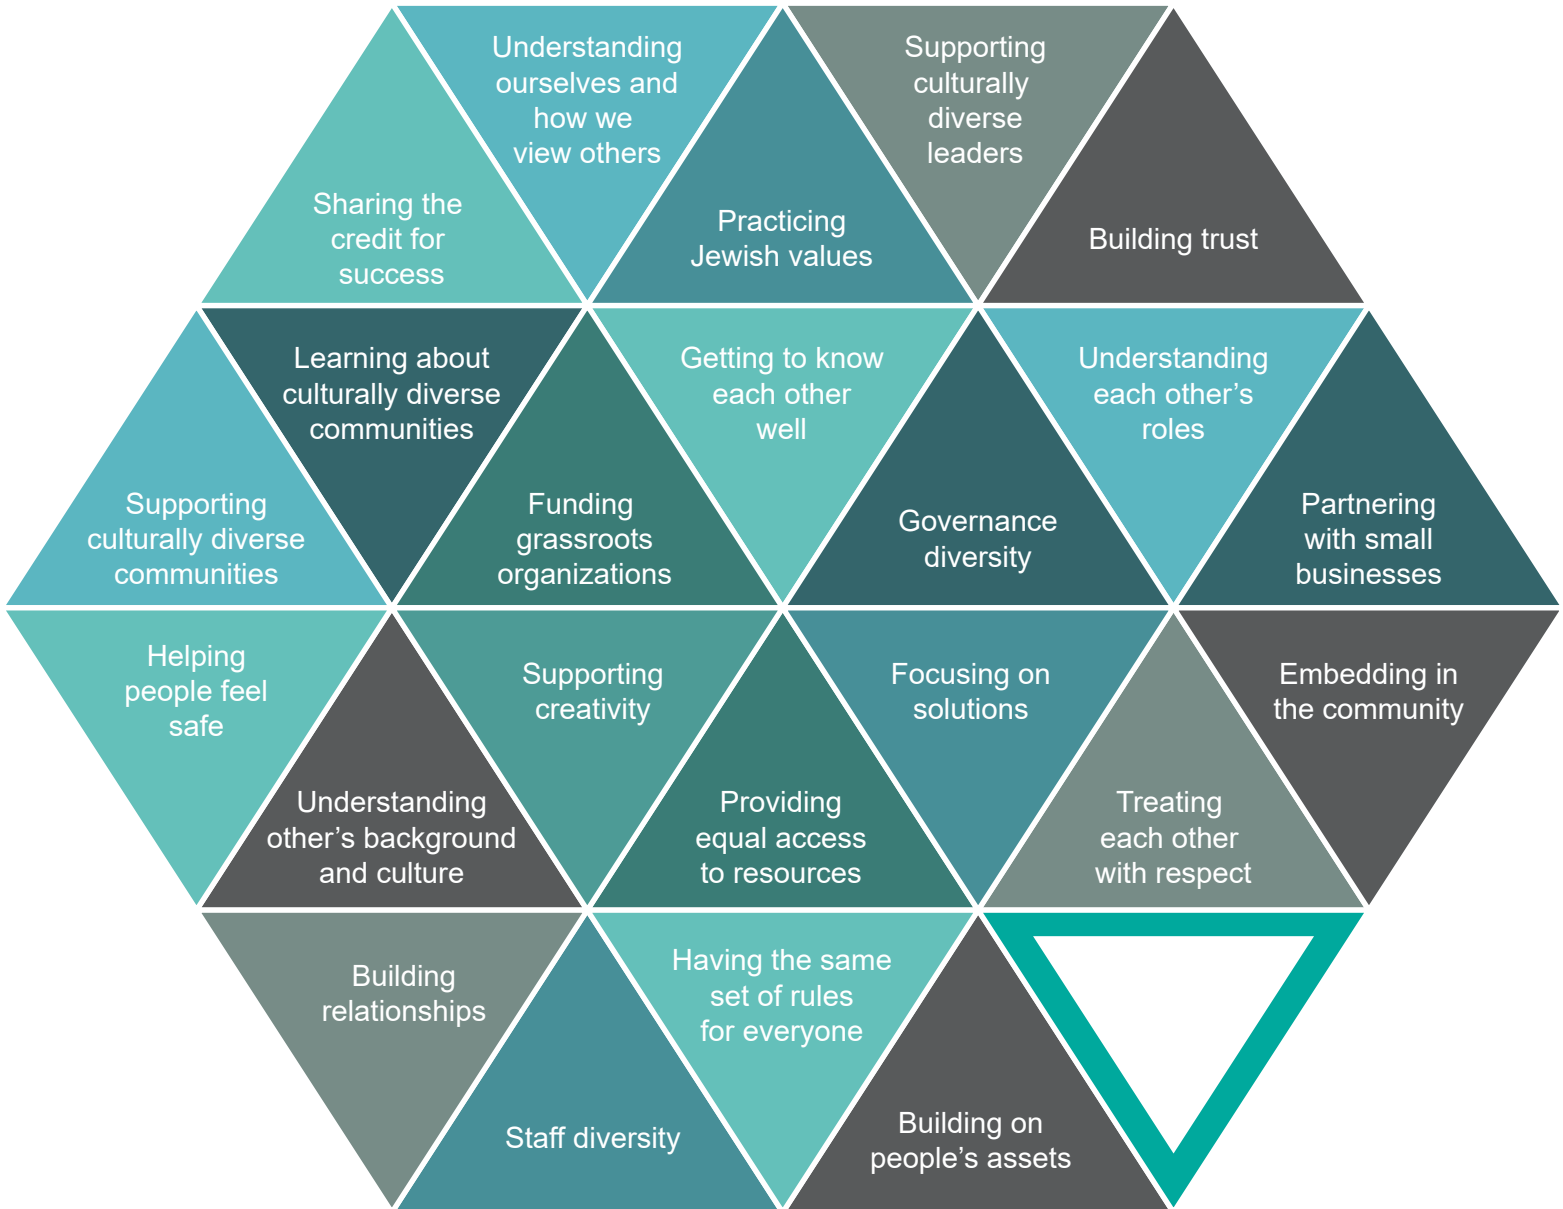 Understanding
ourselves and
how we
view others
Supporting
culturally
diverse
leaders
Sharing the
credit for
success
Practicing
Jewish values
Building trust
Learning about
culturally diverse
communities
Getting to know
each other
well
Understanding
each other’s
roles
Supporting
culturally diverse
communities
Funding
grassroots
organizations
Governance
diversity
Partnering
with small
businesses
Helping
people feel
safe
Supporting
creativity
Focusing on
solutions
Embedding in
the community
Understanding
other’s background
and culture
Providing
equal access
to resources
Treating
each other
with respect
Building
relationships
Having the same
set of rules
for everyone
Staff diversity
Building on
people’s assets